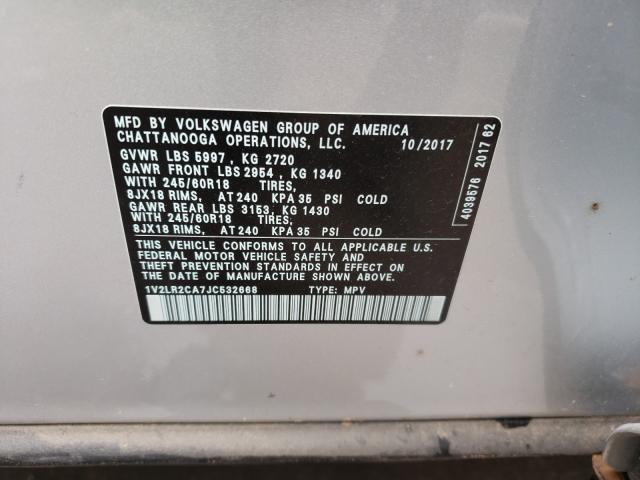 MFD BY VOLKSWAGEN GROUP OF AMERICA
CHATTANOOGA OPERATIONS, LLC. 10/2017
GVWR LBS 5997, KG 2720
GAWR FRONT LBS 2954, KG 1340
WITH 245/60R18 TIRES,
8JX18 RIMS, AT 240 KPA 35 PSI COLD
GAWR REAR LBS 3153, KG 1430
WITH 245/60R18 TIRES,
8JX18 RIMS, AT 240 KPA 35 PSI COLD
THIS VEHICLE CONFORMS TO ALL APPLICABLE U.S.
FEDERAL MOTOR VEHICLE SAFETY AND
THEFT PREVENTION STANDARDS IN EFFECT ON
THE DATE OF MANUFACTURE SHOWN ABOVE.
1V2LR2CA7JC532668 TYPE: MPV
4039576 2017 62